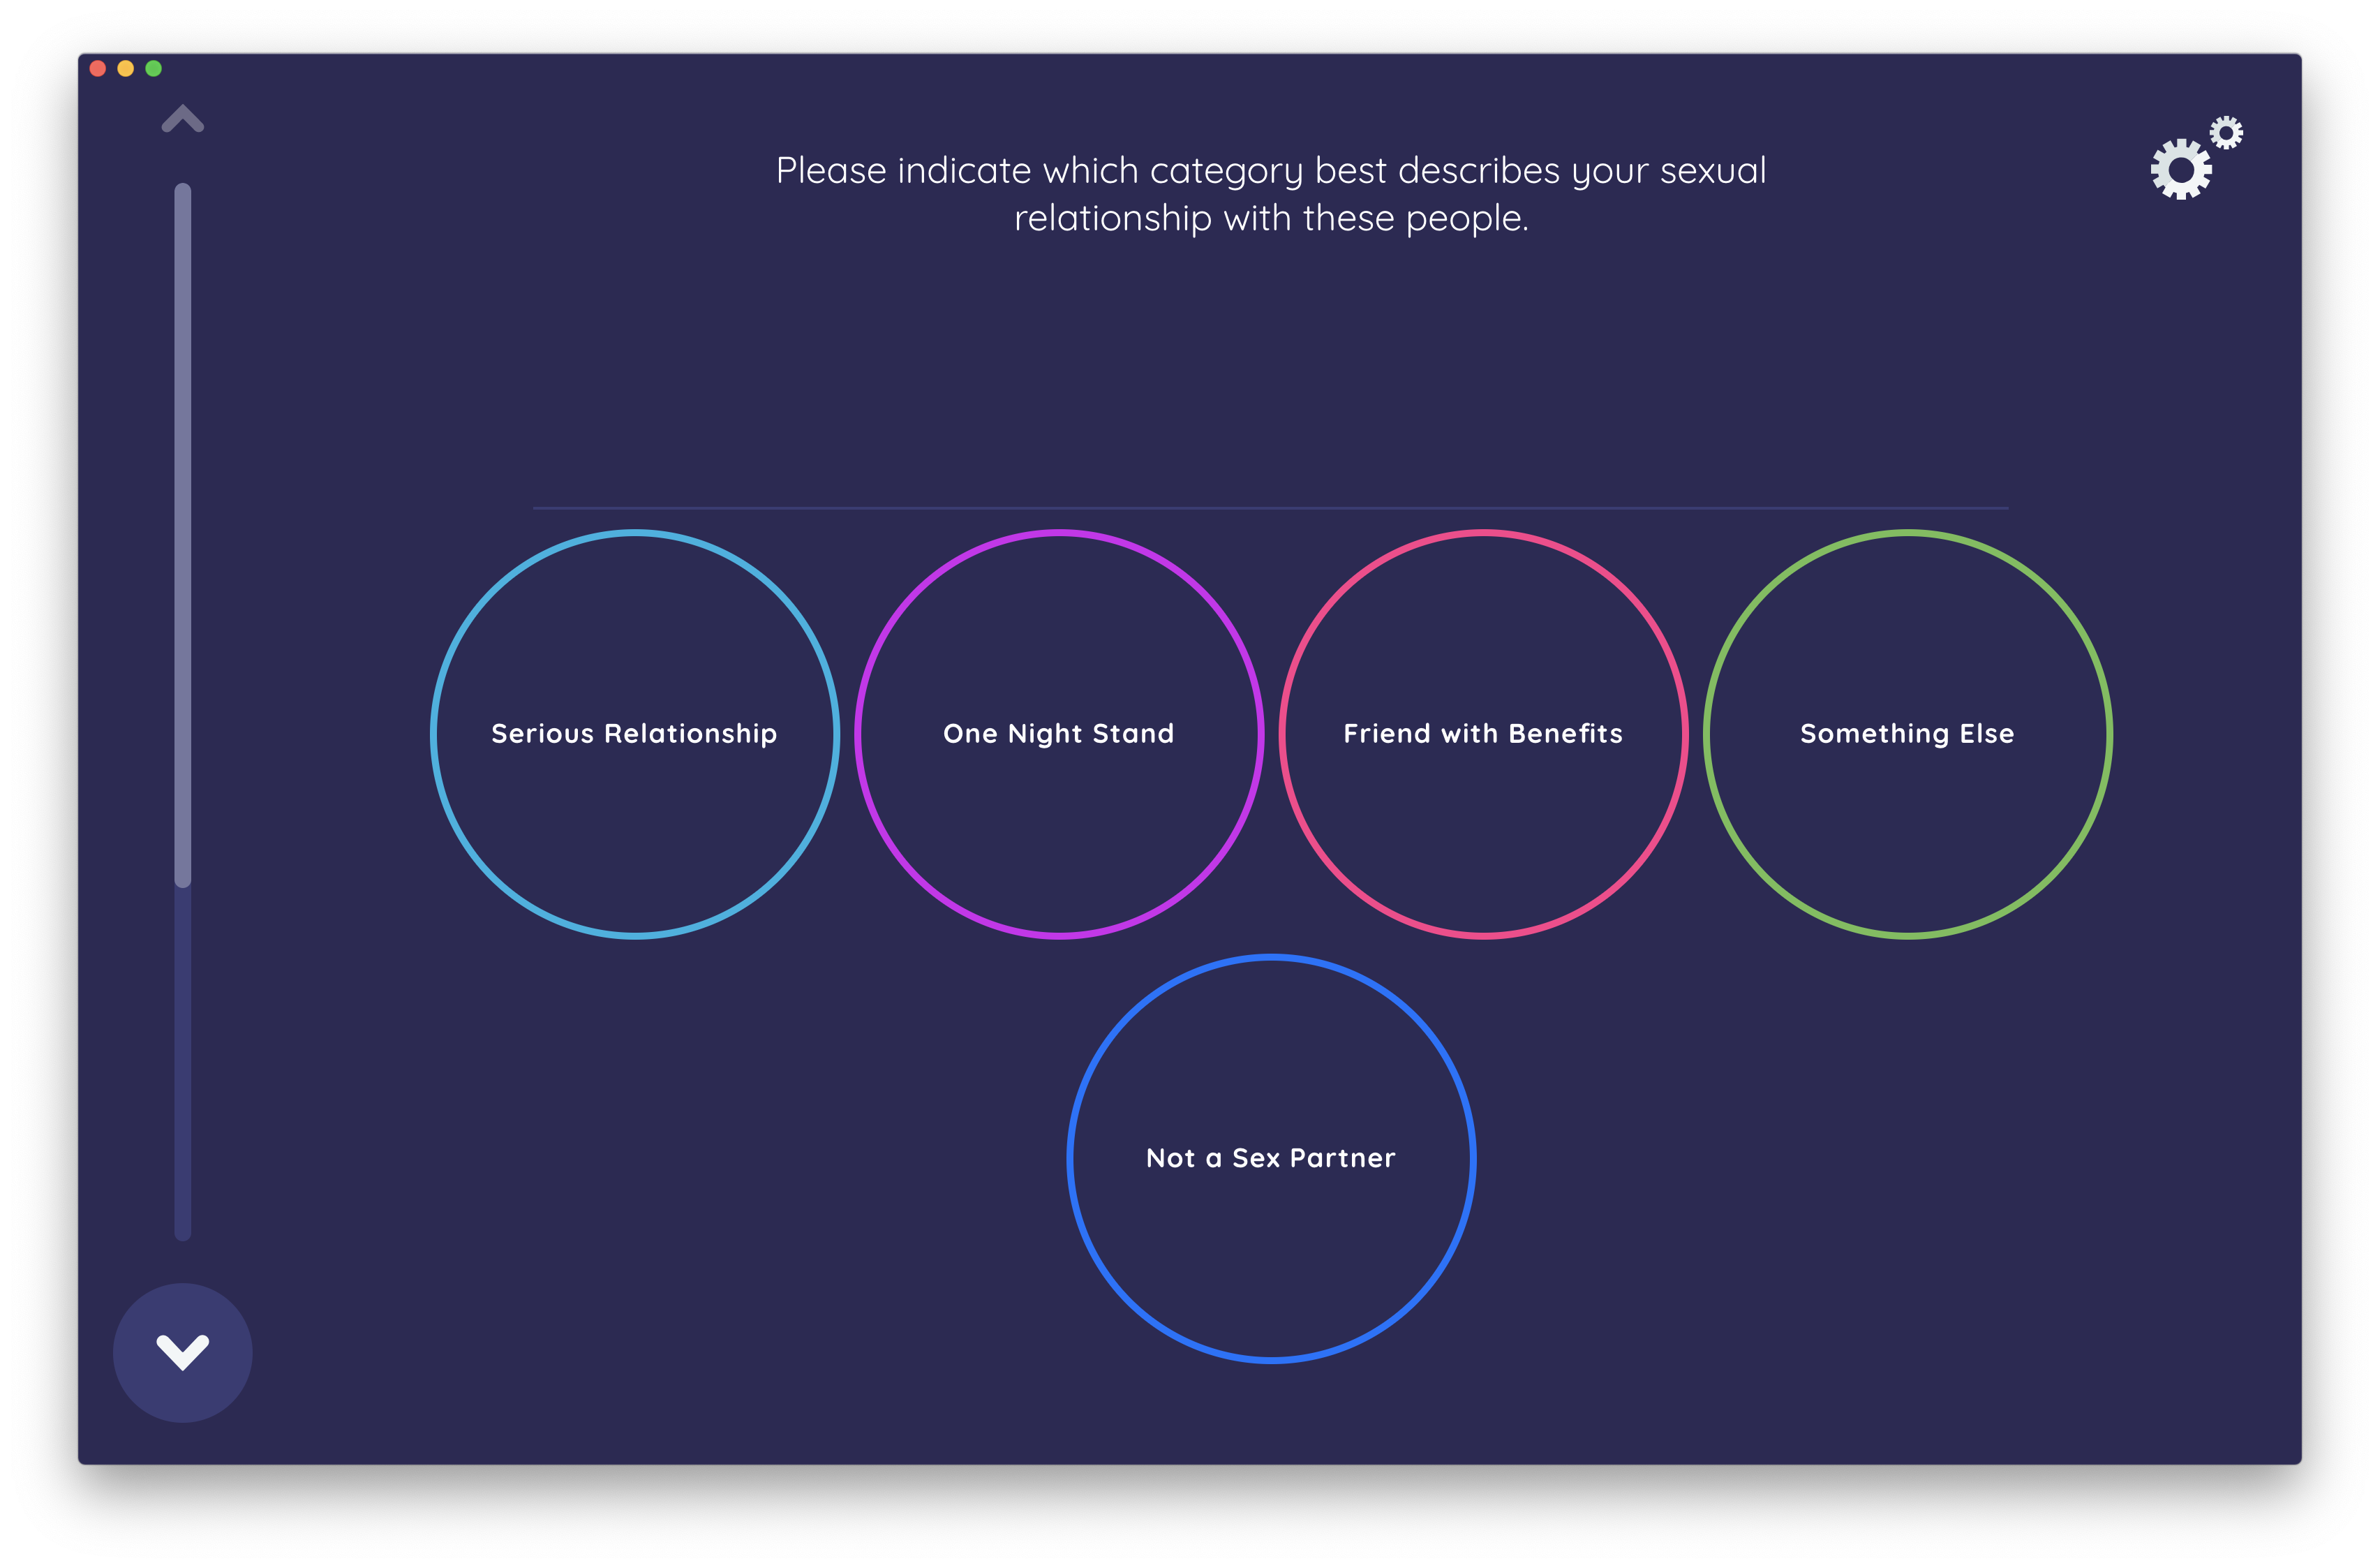 Please indicate which category best describes your sexual
relationship with these people.
Serious Relationship
One Night Stand
Friend with Benefits
Something Else
Not a Sex Partner